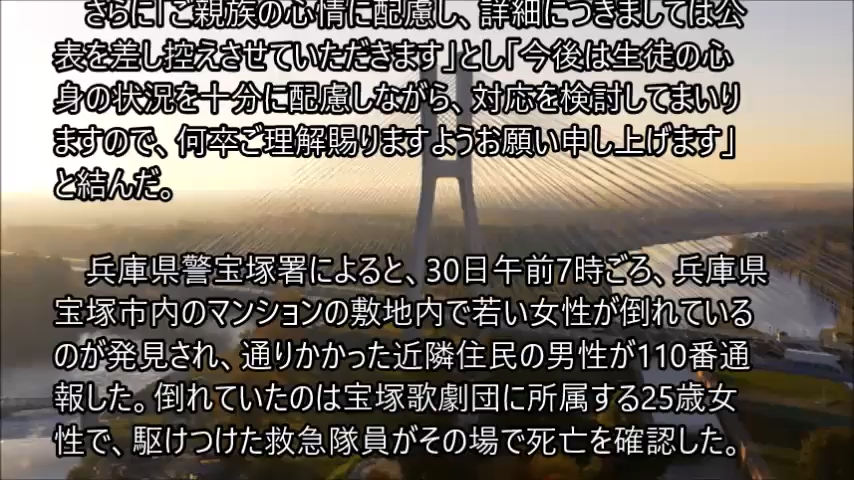 さらに「ご親族の心情に配慮し、詳細につきましては公
表を差し控えさせていただきます」とし「今後は生徒の心
身の状況を十分に配慮しながら、対応を検討してまいり
ますので、何卒ご理解賜りますようお願い申し上げます」
と結んだ。
兵庫県警宝塚署によると、30日午前7時ごろ、兵庫県
宝塚市内のマンションの敷地内で若い女性が倒れている
のが発見され、通りかかった近隣住民の男性が110番通
報した。倒れていたのは宝塚歌劇団に所属する25歳女
性で、駆けつけた救急隊員がその場で死亡を確認した。